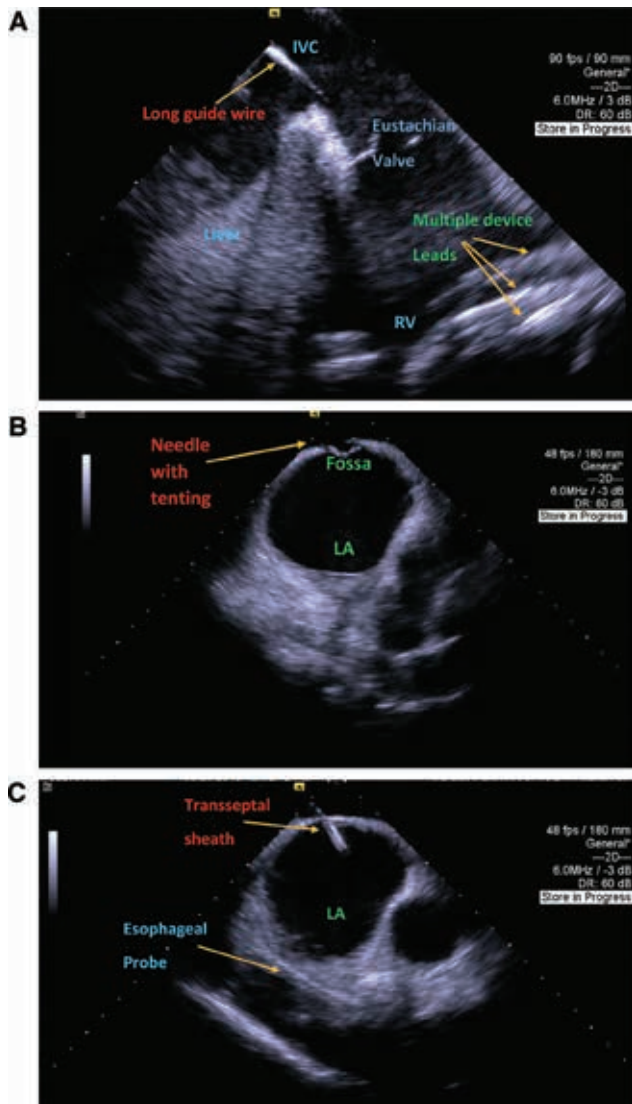 A
IVC
90 fps / 90 mm
General*
---2D---
6.0MHz / 3 dB
DR: 60 dB
Store in Progress
Long guide wire
Eustachian
Valve
Liver
Multiple device
Leads
RV
B
Needle
with
tenting
Fossa
LA
48 fps / 180 mm
General*
---2D---
6.0MHz / -3 dB
DR: 60 dB
Store in Progress
C
Transseptal
sheath
48 fps / 180 mm
General*
---2D---
6.0MHz / -3 dB
DR: 60 dB
Store in Progress
LA
Esophageal
Probe